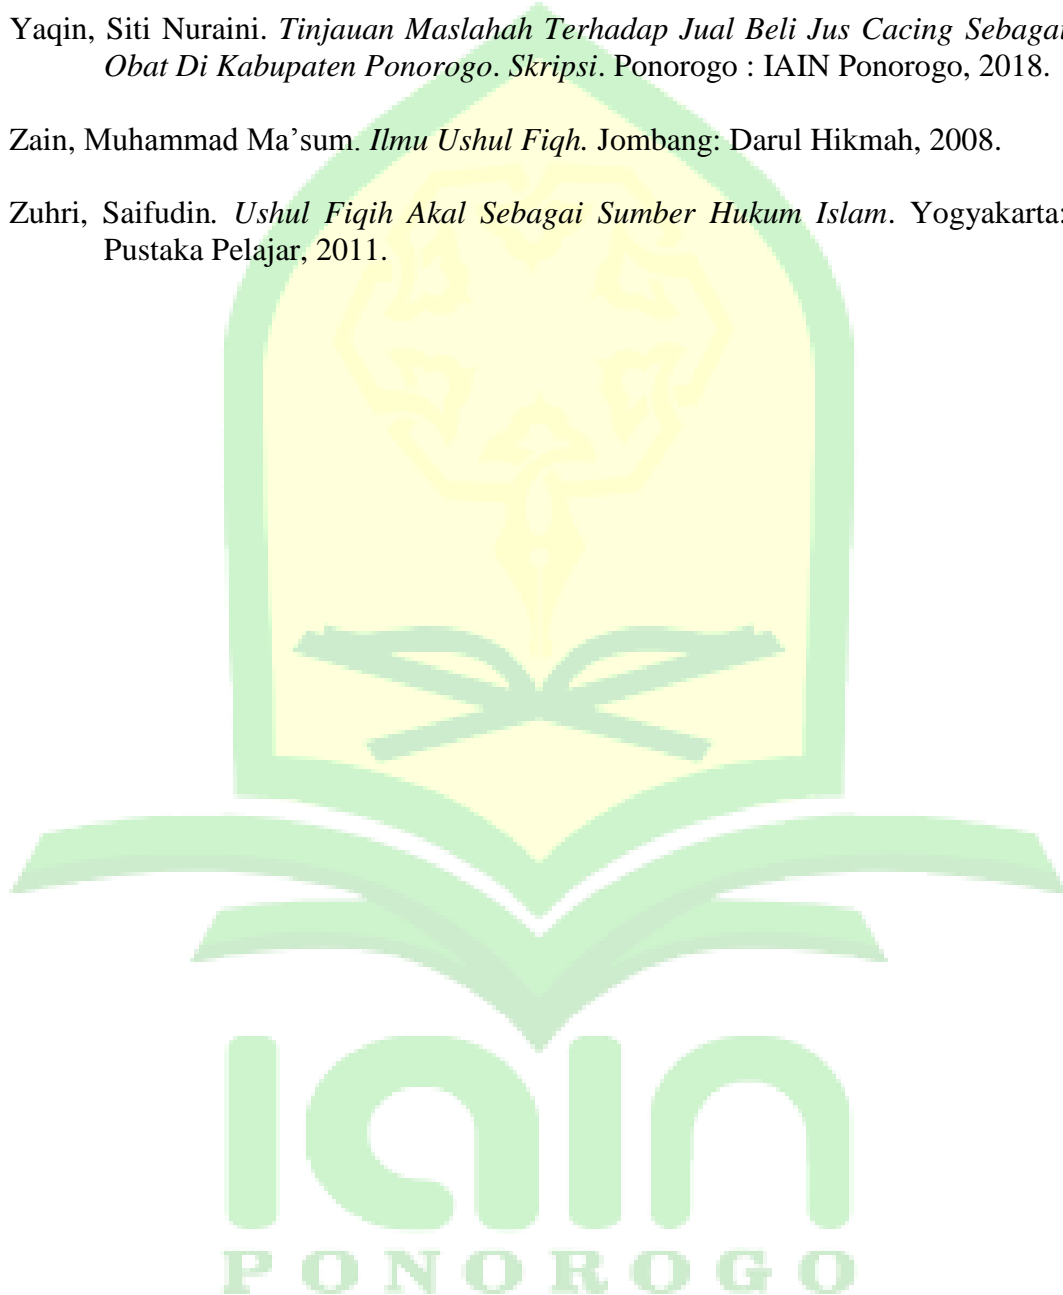 Yaqin, Siti Nuraini. Tinjauan Maslahah Terhadap Jual Beli Jus Cacing Sebagai
Obat Di Kabupaten Ponorogo. Skripsi. Ponorogo : IAIN Ponorogo, 2018.
Zain, Muhammad Ma’sum. Ilmu Ushul Fiqh. Jombang: Darul Hikmah, 2008.
Zuhri, Saifudin. Ushul Fiqih Akal Sebagai Sumber Hukum Islam. Yogyakarta:
Pustaka Pelajar, 2011.
IAIN
PONOROGO